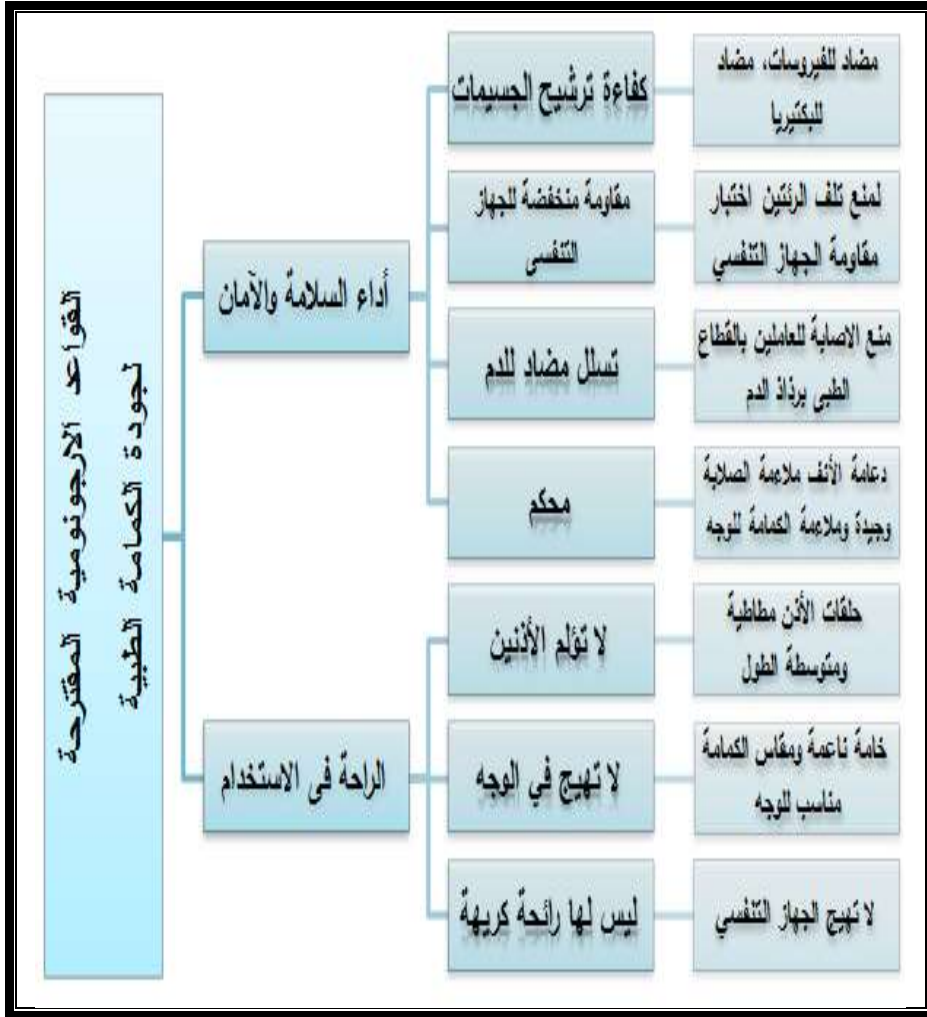 القواعد الارجونومية المقترحة
لجودة الكمامة الطبية
أداء السلامة والآمان
كفاءة ترشيح الجسيمات
مضاد للفيروسات، مضاد
للبكتيريا
مقاومة منخفضة للجهاز
التنفسى
لمنع تلف الرئتين اختبار
مقاومة الجهاز التنفسي
تسلل مضاد للدم
منع الاصابة للعاملين بالقطاع
الطبى برذاذ الدم
محكم
دعامة الأنف ملاءمة الصلابة
وجيدة وملاءمة الكمامة للوجه
الراحة فى الاستخدام
لا تؤلم الأذنين
حلقات الأذن مطاطية
ومتوسطة الطول
لا تهيج في الوجه
خامة ناعمة ومقاس الكمامة
مناسب للوجه
ليس لها رائحة كريهة
لا تهيج الجهاز التنفسي